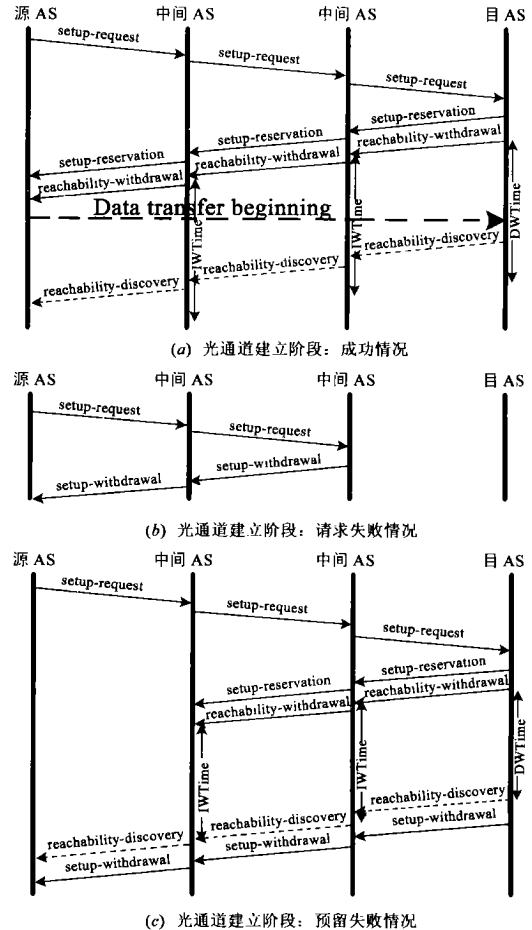 源 AS 中间 AS 中间 AS 目 AS
setup-request
setup-request
setup-request
setup-reservation
setup-reservation
reachability-withdrawal
setup-reservation
reachability-withdrawal
reachability-withdrawal
Data transfer beginning
IWTime
IWTime
DWTime
reachability-discovery
reachability-discovery
reachability-discovery
(a) 光通道建立阶段：成功情况
源 AS 中间 AS 中间 AS 目 AS
setup-request
setup-request
setup-withdrawal
setup-withdrawal
(b) 光通道建立阶段：请求失败情况
源 AS 中间 AS 中间 AS 目 AS
setup-request
setup-request
setup-request
setup-reservation
setup-reservation
reachability-withdrawal
reachability-withdrawal
IWTime
IWTime
DWTime
reachability-discovery
reachability-discovery
setup-withdrawal
reachability-discovery
setup-withdrawal
setup-withdrawal
(c) 光通道建立阶段：预留失败情况